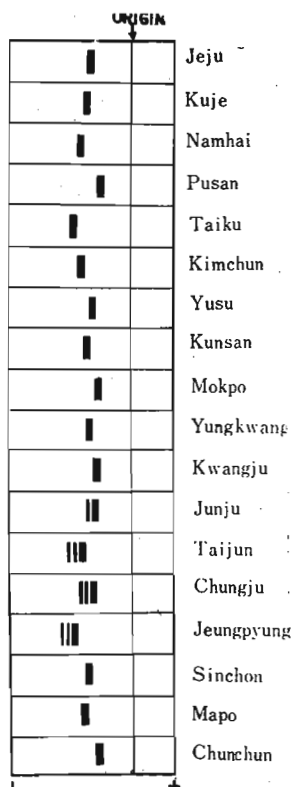 ORIGIN
Jeju
Kuje
Namhai
Pusan
Taiku
Kimchun
Yusu
Kunsan
Mokpo
Yungkwang
Kwangju
Junju
Taijun
Chungju
Jeungpyung
Sinchon
Mapo
Chunchun
- +